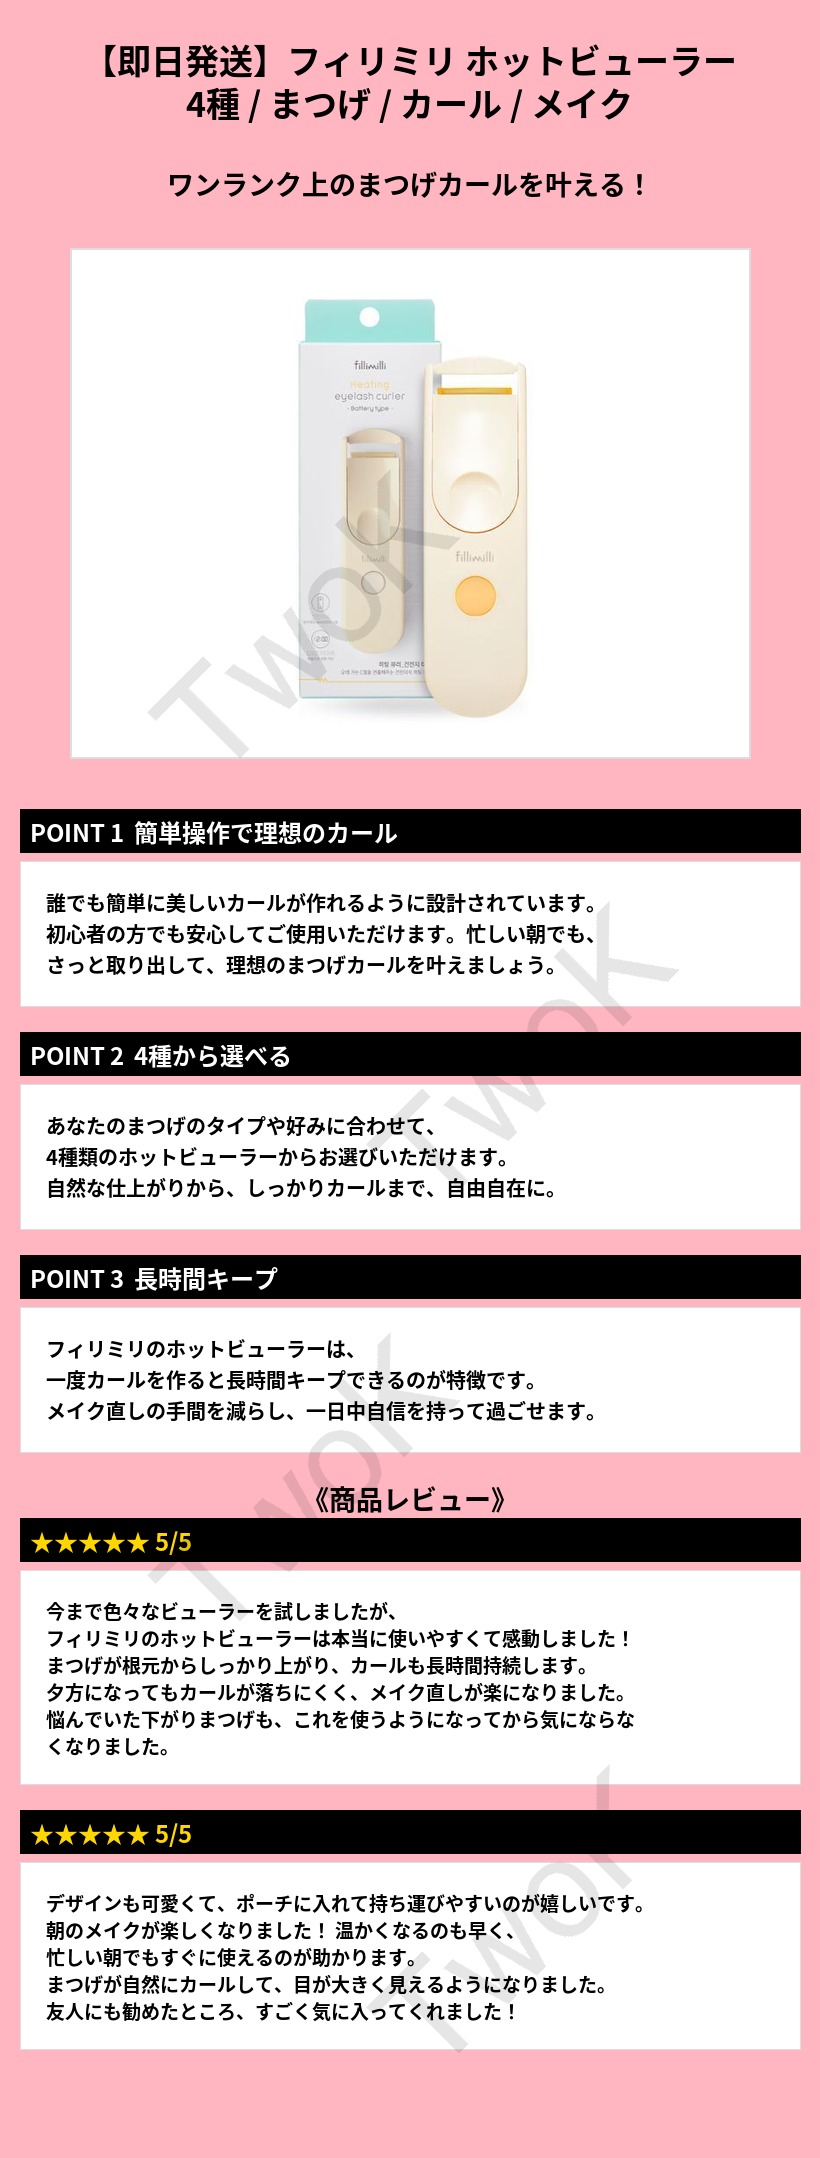 【即日発送】フィリミリ ホットビューラー
4種 / まつげ / カール / メイク
ワンランク上のまつげカールを叶える！
fillimilli
Heating
eyelash curler
- Battery type -
fillimilli
fillimilli
TwoK
POINT 1 簡単操作で理想のカール
誰でも簡単に美しいカールが作れるように設計されています。
初心者の方でも安心してご使用いただけます。忙しい朝でも、
さっと取り出して、理想のまつげカールを叶えましょう。
TwoK
POINT 2 4種から選べる
あなたのまつげのタイプや好みに合わせて、
4種類のホットビューラーからお選びいただけます。
自然な仕上がりから、しっかりカールまで、自由自在に。
POINT 3 長時間キープ
フィリミリのホットビューラーは、
一度カールを作ると長時間キープできるのが特徴です。
メイク直しの手間を減らし、一日中自信を持って過ごせます。
TwoK
《商品レビュー》
★★★★★ 5/5
今まで色々なビューラーを試しましたが、
フィリミリのホットビューラーは本当に使いやすくて感動しました！
まつげが根元からしっかり上がり、カールも長時間持続します。
夕方になってもカールが落ちにくく、メイク直しが楽になりました。
悩んでいた下がりまつげも、これを使うようになってから気にならな
くなりました。
★★★★★ 5/5
デザインも可愛くて、ポーチに入れて持ち運びやすいのが嬉しいです。
朝のメイクが楽しくなりました！ 温かくなるのも早く、
忙しい朝でもすぐに使えるのが助かります。
まつげが自然にカールして、目が大きく見えるようになりました。
友人にも勧めたところ、すごく気に入ってくれました！
TwoK